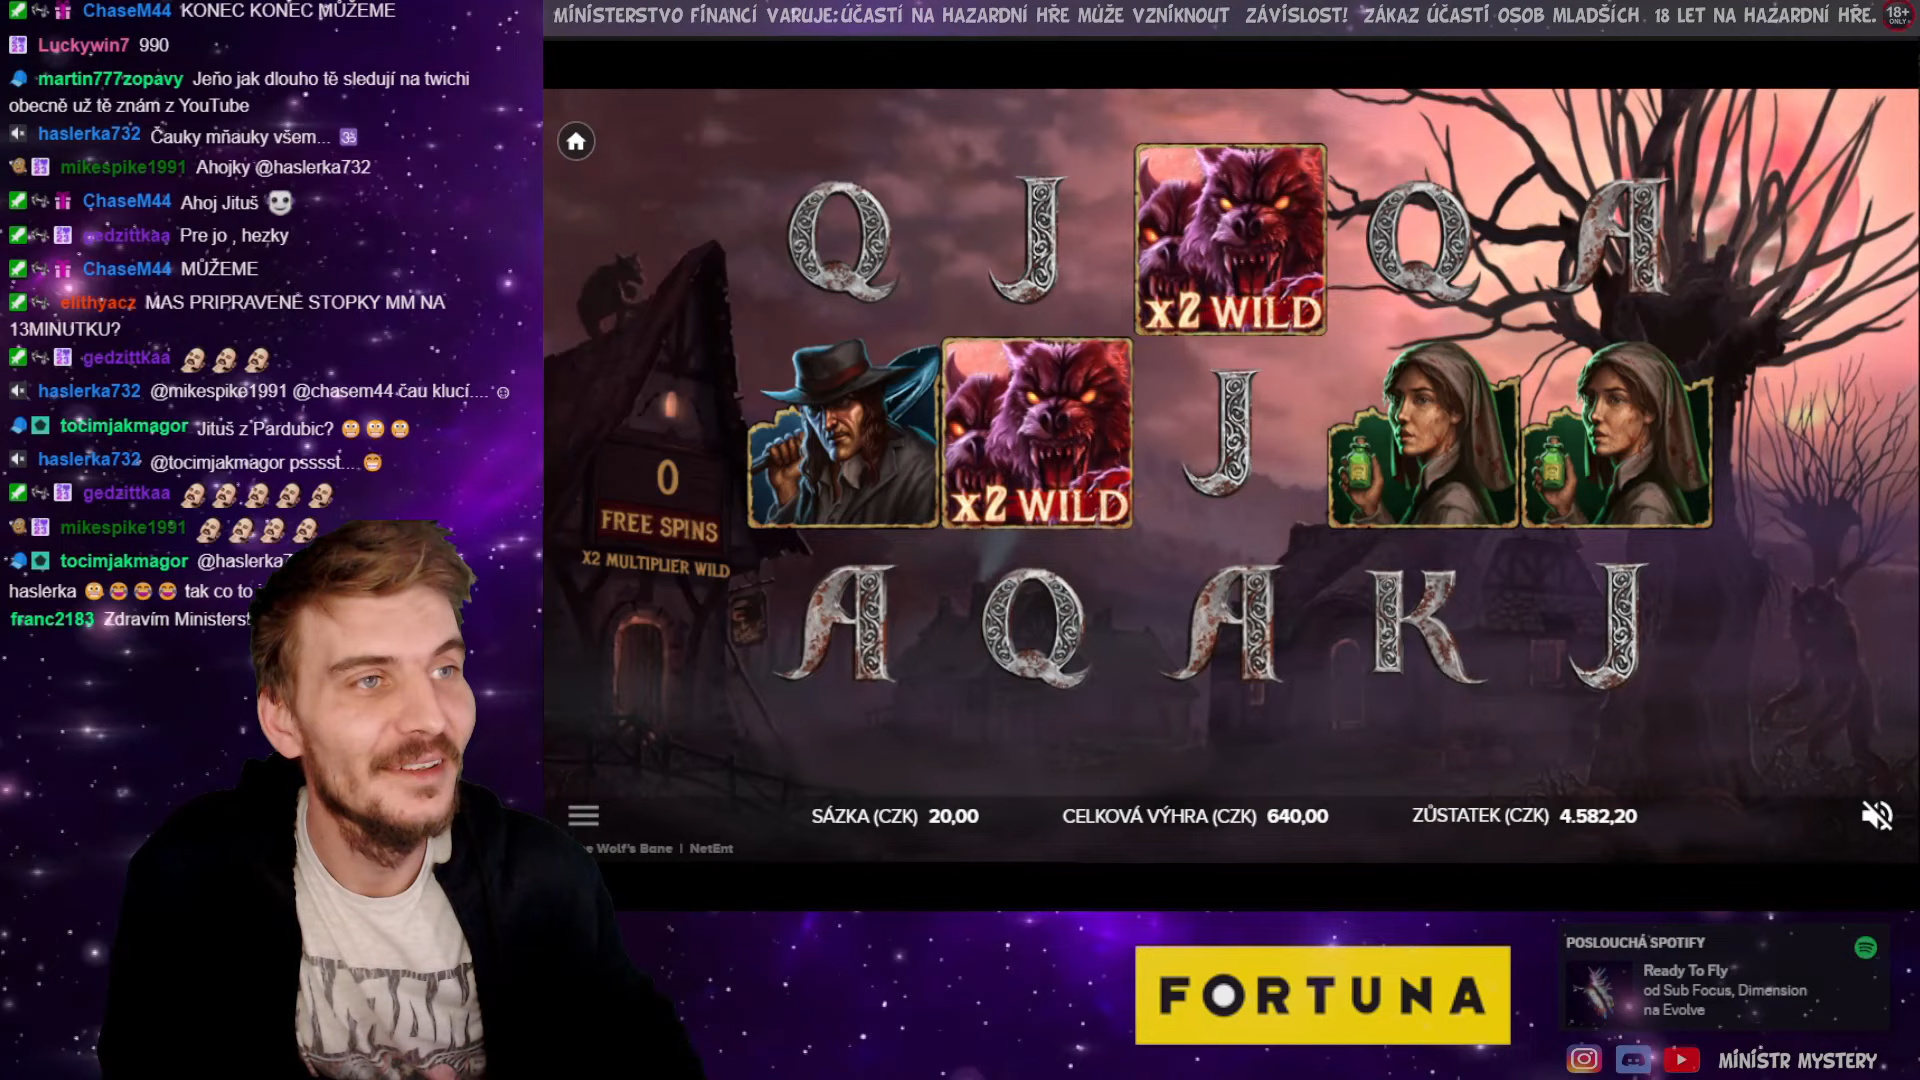 MINISTERSTVO FINANCÍ VARUJE: ÚČASTÍ NA HAZARDNÍ HŘE MŮŽE VZNIKNOUT ZÁVISLOST! ZÁKAZ ÚČASTI OSOB MLADŠÍCH 18 LET NA HAZARDNÍ HŘE.
18+
ONLY
ChaseM44 KONEC KONEC MŮŽEME
Luckywin7 990
martin777zopavy Jeňo jak dlouho tě sledují na twichi
obecně už tě znám z YouTube
haslerka732 Čauky mňauky všem...
mikespike1991 Ahojky @haslerka732
ChaseM44 Ahoj Jituš
gedzittkaa Pre jo , hezky
ChaseM44 MŮŽEME
elithyacz MAS PRIPRAVENÉ STOPKY MM NA
13MINUTKU?
gedzittkaa
haslerka732 @mikespike1991 @chasem44 čau klucí....
tocimjakmagor Jituš z Pardubic?
haslerka732 @tocimjakmagor psssst...
gedzittkaa
mikespike1991
tocimjakmagor @haslerka
haslerka tak co to
franc2183 Zdravím Ministers
Q J x2 WILD Q A
x2 WILD J
A Q A K J
0
FREE SPINS
X2 MULTIPLIER WILD
SÁZKA (CZK) 20,00 CELKOVÁ VÝHRA (CZK) 640,00 ZŮSTATEK (CZK) 4.582,20
e Wolf's Bane | NetEnt
FORTUNA
POSLOUCHÁ SPOTIFY
Ready To Fly
od Sub Focus, Dimension
na Evolve
MINISTR MYSTERY